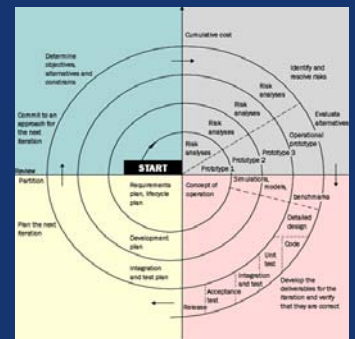 Cumulative cost
Determine
objectives,
alternatives and
constrains
Identify and
resolve risks
Risk
analyses
Risk
analyses
Risk
analyses
Risk
analyses
Commit to an
approach for
the next
iteration
Evaluate
alternatives
Operational
prototype
Prototype 3
Prototype 2
Prototype 1
START
Review
Partition
Requirements
plan, lifecycle
plan
Concept of
operation
Simulations, models,
benchmarks
Plan the next
iteration
Development
plan
Detailed
design
Code
Unit
test
Integration
and test
Acceptance
test
Release
Integration
and test plan
Develop the
deliverables for the
iteration and verify
that they are correct